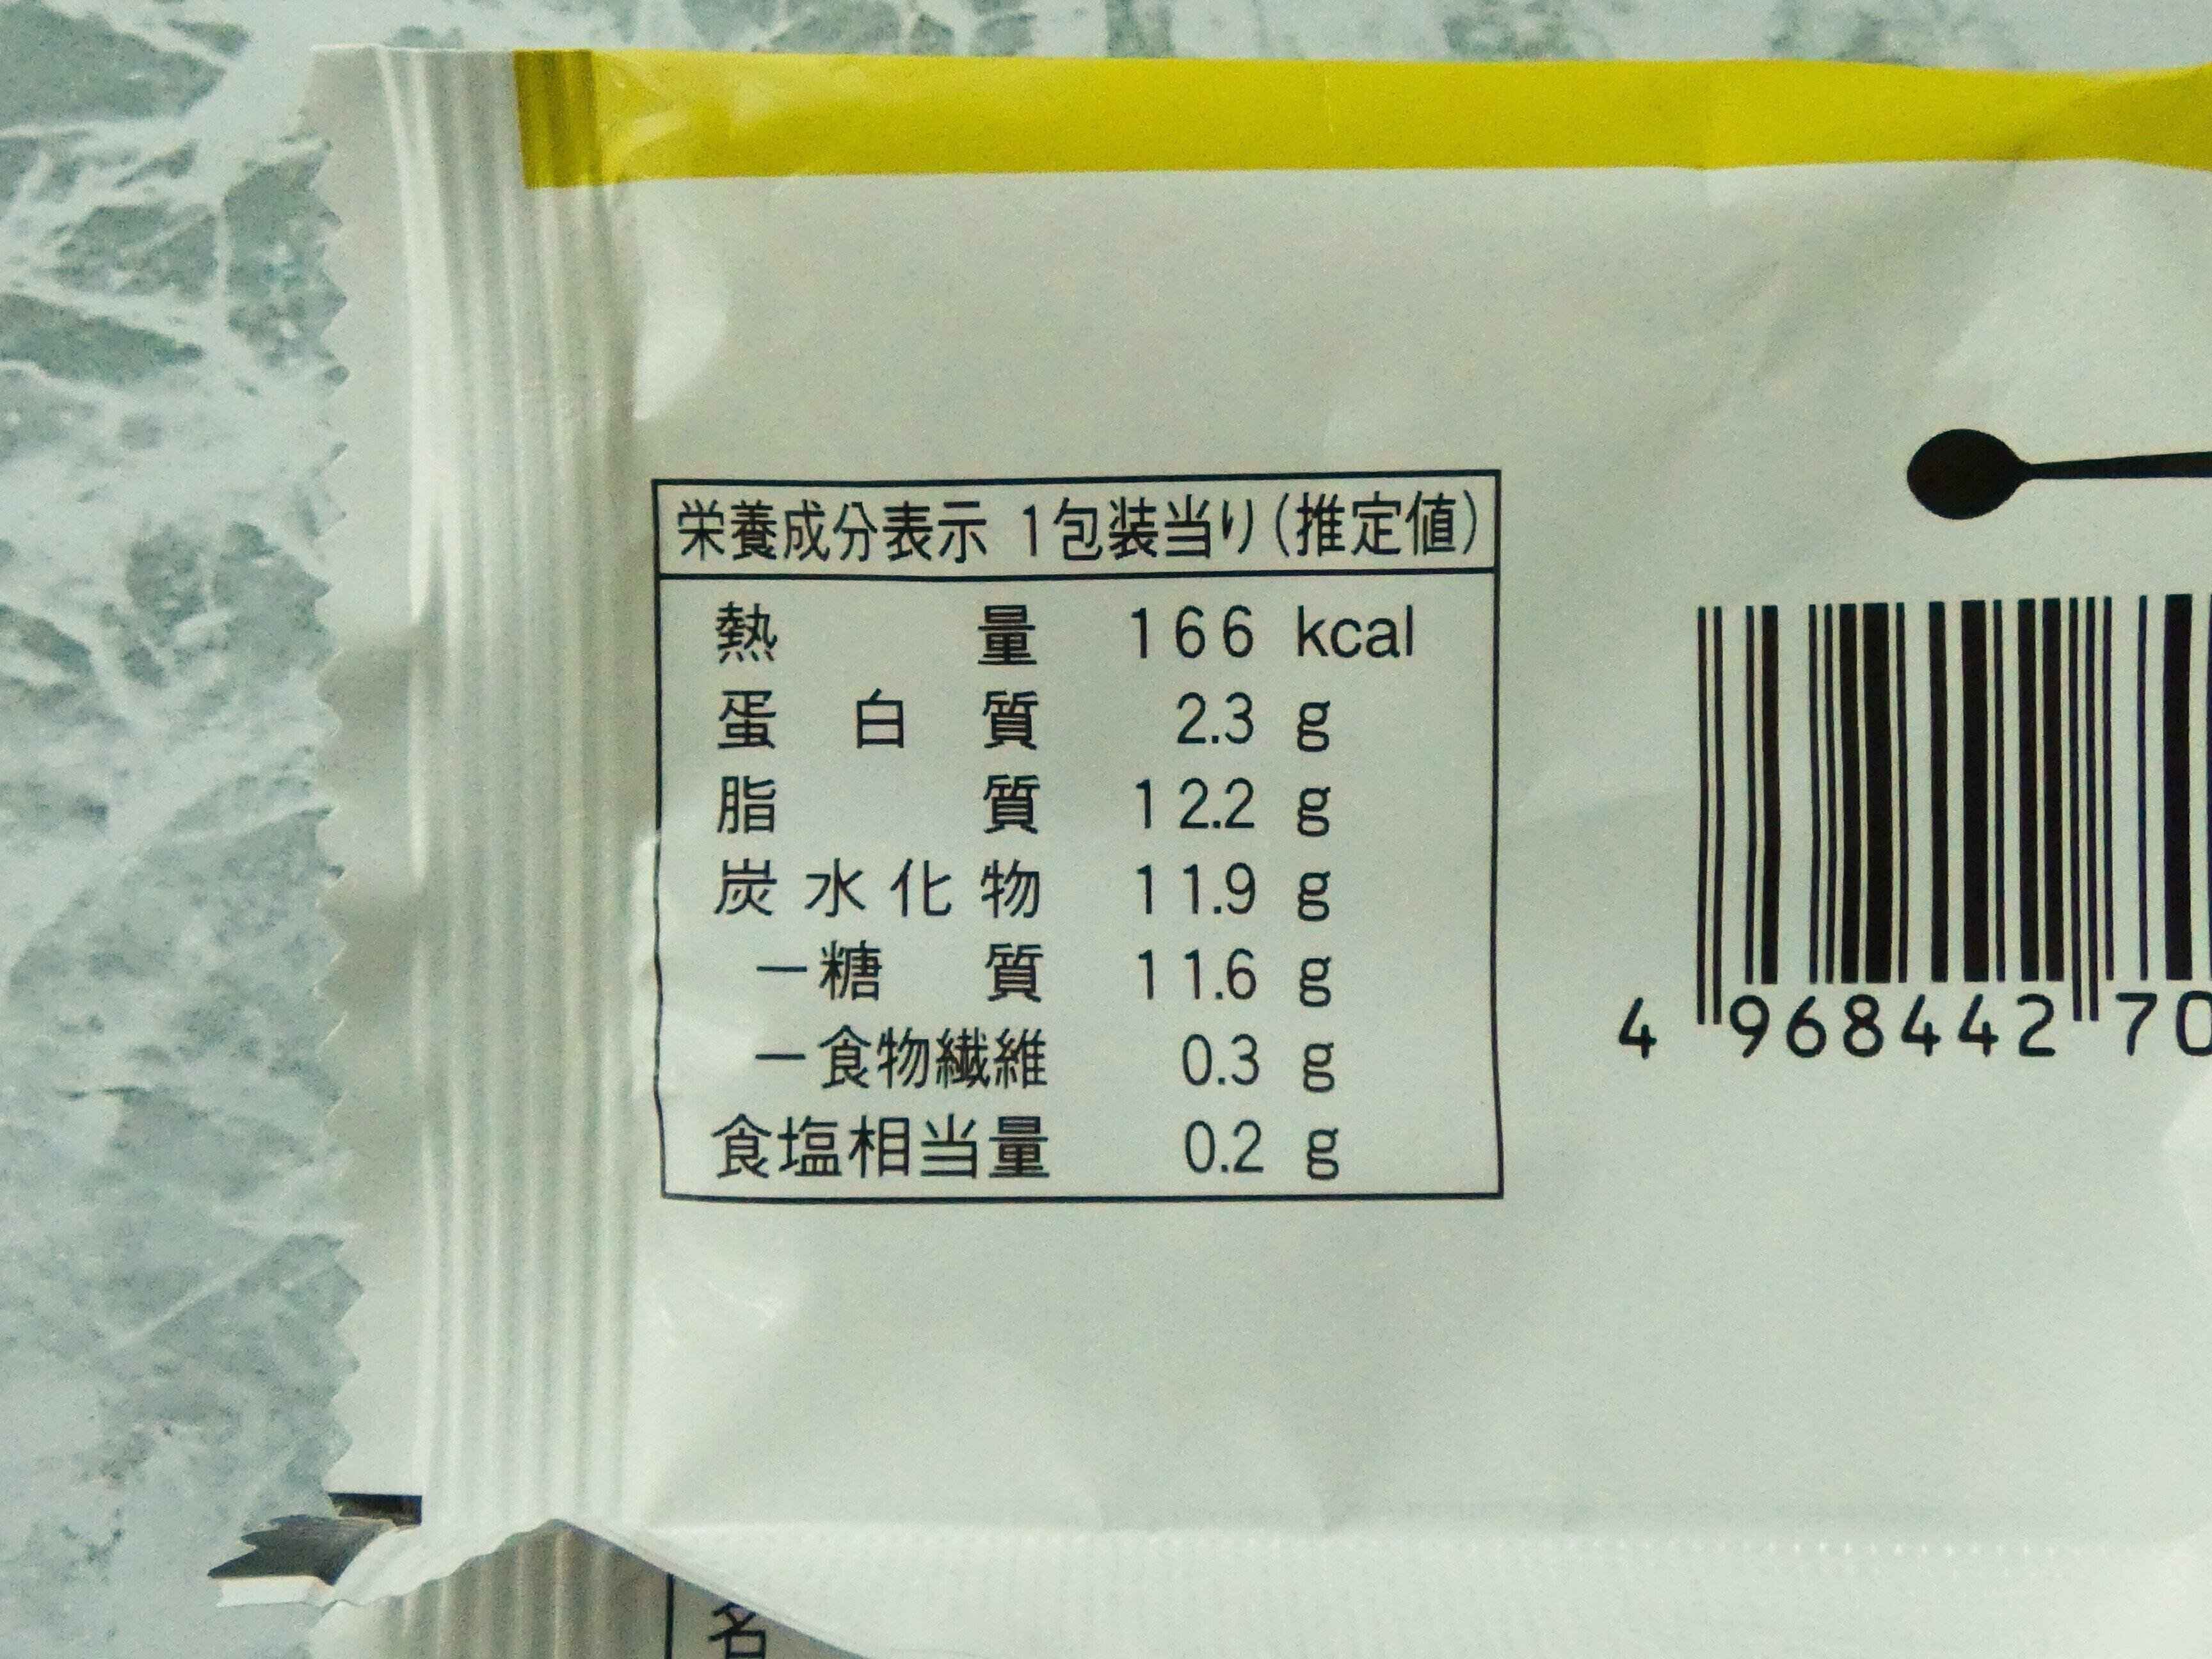 栄養成分表示 1包装当り(推定値)
熱量 166 kcal
蛋白質 2.3 g
脂質 12.2 g
炭水化物 11.9 g
－糖質 11.6 g
－食物繊維 0.3 g
食塩相当量 0.2 g
4 968442 70
名